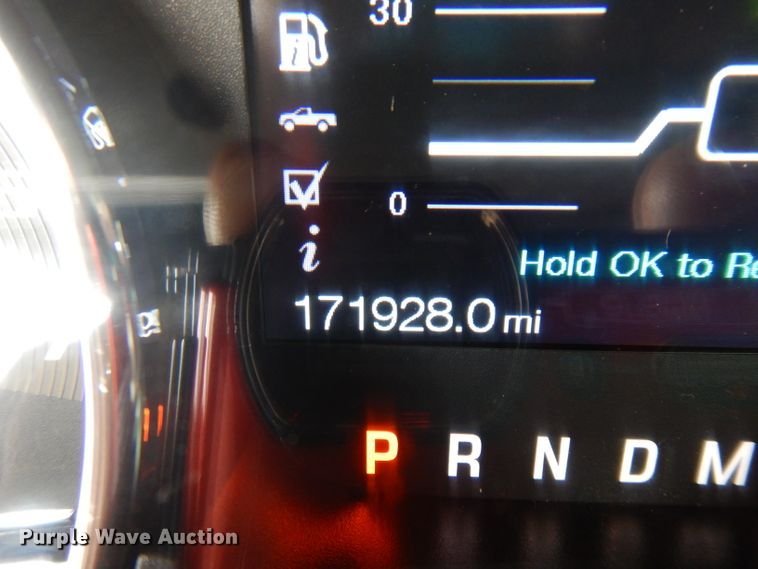 30
0
i
Hold OK to Re
171928.0 mi
P R N D M
Purple Wave Auction